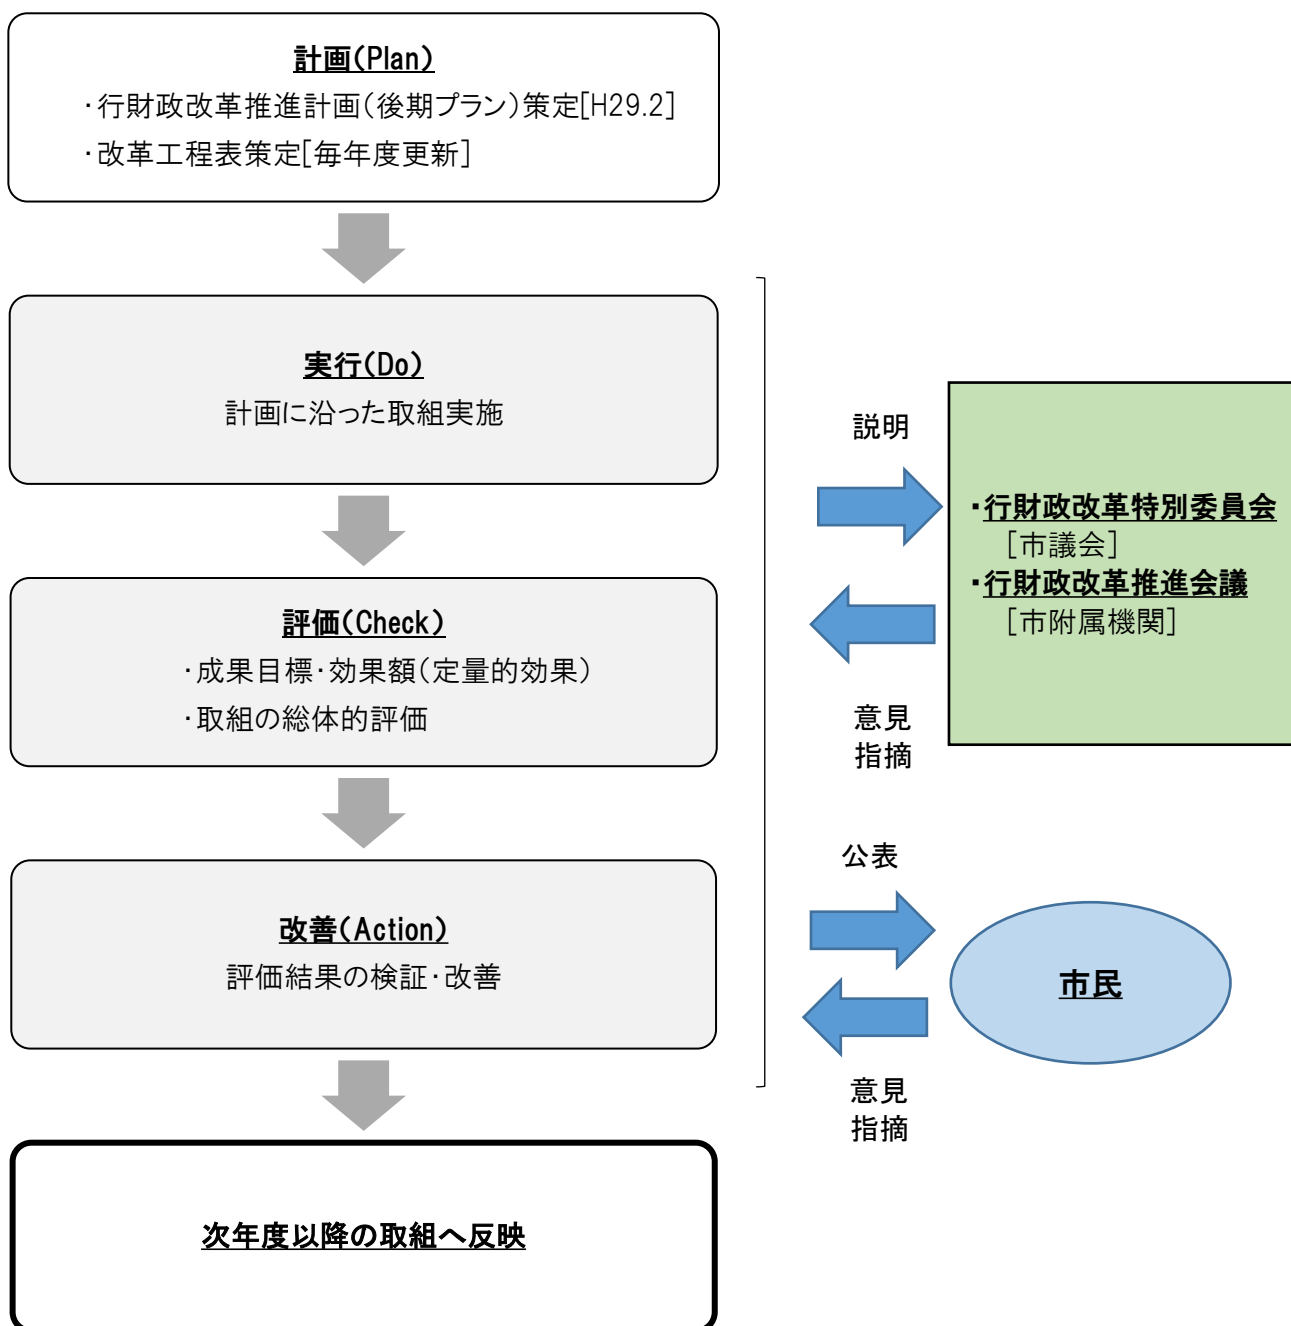 計画(Plan)
・行財政改革推進計画(後期プラン)策定[H29.2]
・改革工程表策定[毎年度更新]
実行(Do)
計画に沿った取組実施
評価(Check)
・成果目標・効果額(定量的効果)
・取組の総体的評価
改善(Action)
評価結果の検証・改善
次年度以降の取組へ反映
説明
・行財政改革特別委員会
[市議会]
・行財政改革推進会議
[市附属機関]
意見
指摘
公表
市民
意見
指摘